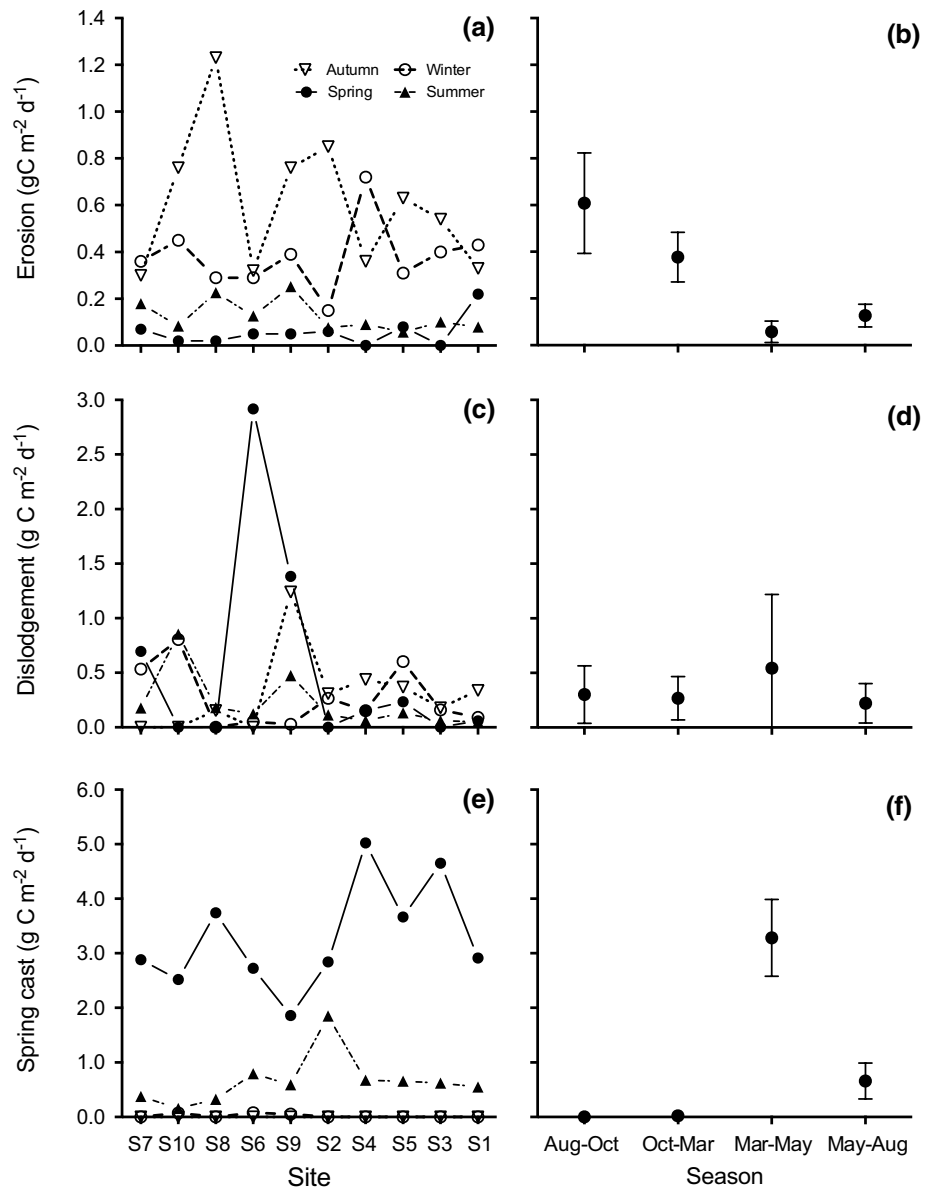 (a)
Erosion (gC m-2 d-1)
1.4
1.2
1.0
0.8
0.6
0.4
0.2
0.0
Autumn Winter
Spring Summer
(b)
(c)
Dislodgement (g C m-2 d-1)
3.0
2.5
2.0
1.5
1.0
0.5
0.0
(d)
(e)
Spring cast (g C m-2 d-1)
6.0
5.0
4.0
3.0
2.0
1.0
0.0
S7 S10 S8 S6 S9 S2 S4 S5 S3 S1
Site
(f)
Aug-Oct Oct-Mar Mar-May May-Aug
Season